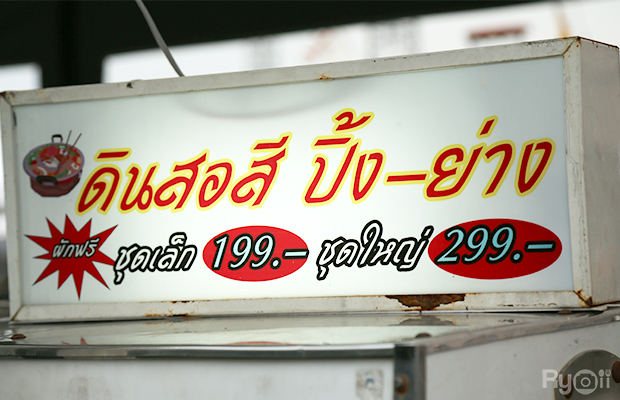 ดินสอสี ปิ้ง-ย่าง
ผักฟรี ชุดเล็ก 199.- ชุดใหญ่ 299.-
Ryoii